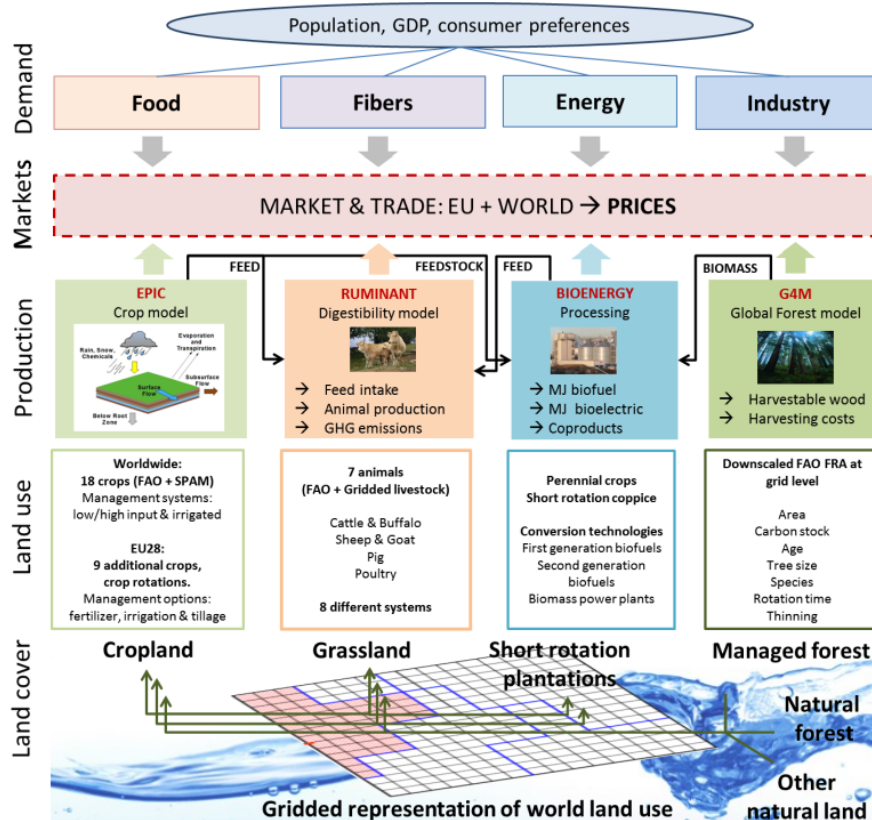 Population, GDP, consumer preferences
Demand
Food
Fibers
Energy
Industry
Markets
MARKET & TRADE: EU + WORLD → PRICES
FEED
FEEDSTOCK
FEED
BIOMASS
Production
EPIC
Crop model
Rain, Snow,
Chemicals
Evaporation
and
Transpiration
Surface
Flow
Subsurface
Flow
Below Root
Zone
RUMINANT
Digestibility model
→ Feed intake
→ Animal production
→ GHG emissions
BIOENERGY
Processing
→ MJ biofuel
→ MJ bioelectric
→ Coproducts
G4M
Global Forest model
→ Harvestable wood
→ Harvesting costs
Land use
Worldwide:
18 crops (FAO + SPAM)
Management systems:
low/high input & irrigated
EU28:
9 additional crops,
crop rotations.
Management options:
fertilizer, irrigation & tillage
7 animals
(FAO + Gridded livestock)
Cattle & Buffalo
Sheep & Goat
Pig
Poultry
8 different systems
Perennial crops
Short rotation coppice
Conversion technologies
First generation biofuels
Second generation
biofuels
Biomass power plants
Downscaled FAO FRA at
grid level
Area
Carbon stock
Age
Tree size
Species
Rotation time
Thinning
Land cover
Cropland
Grassland
Short rotation
plantations
Managed forest
Natural
forest
Other
natural land
Gridded representation of world land use